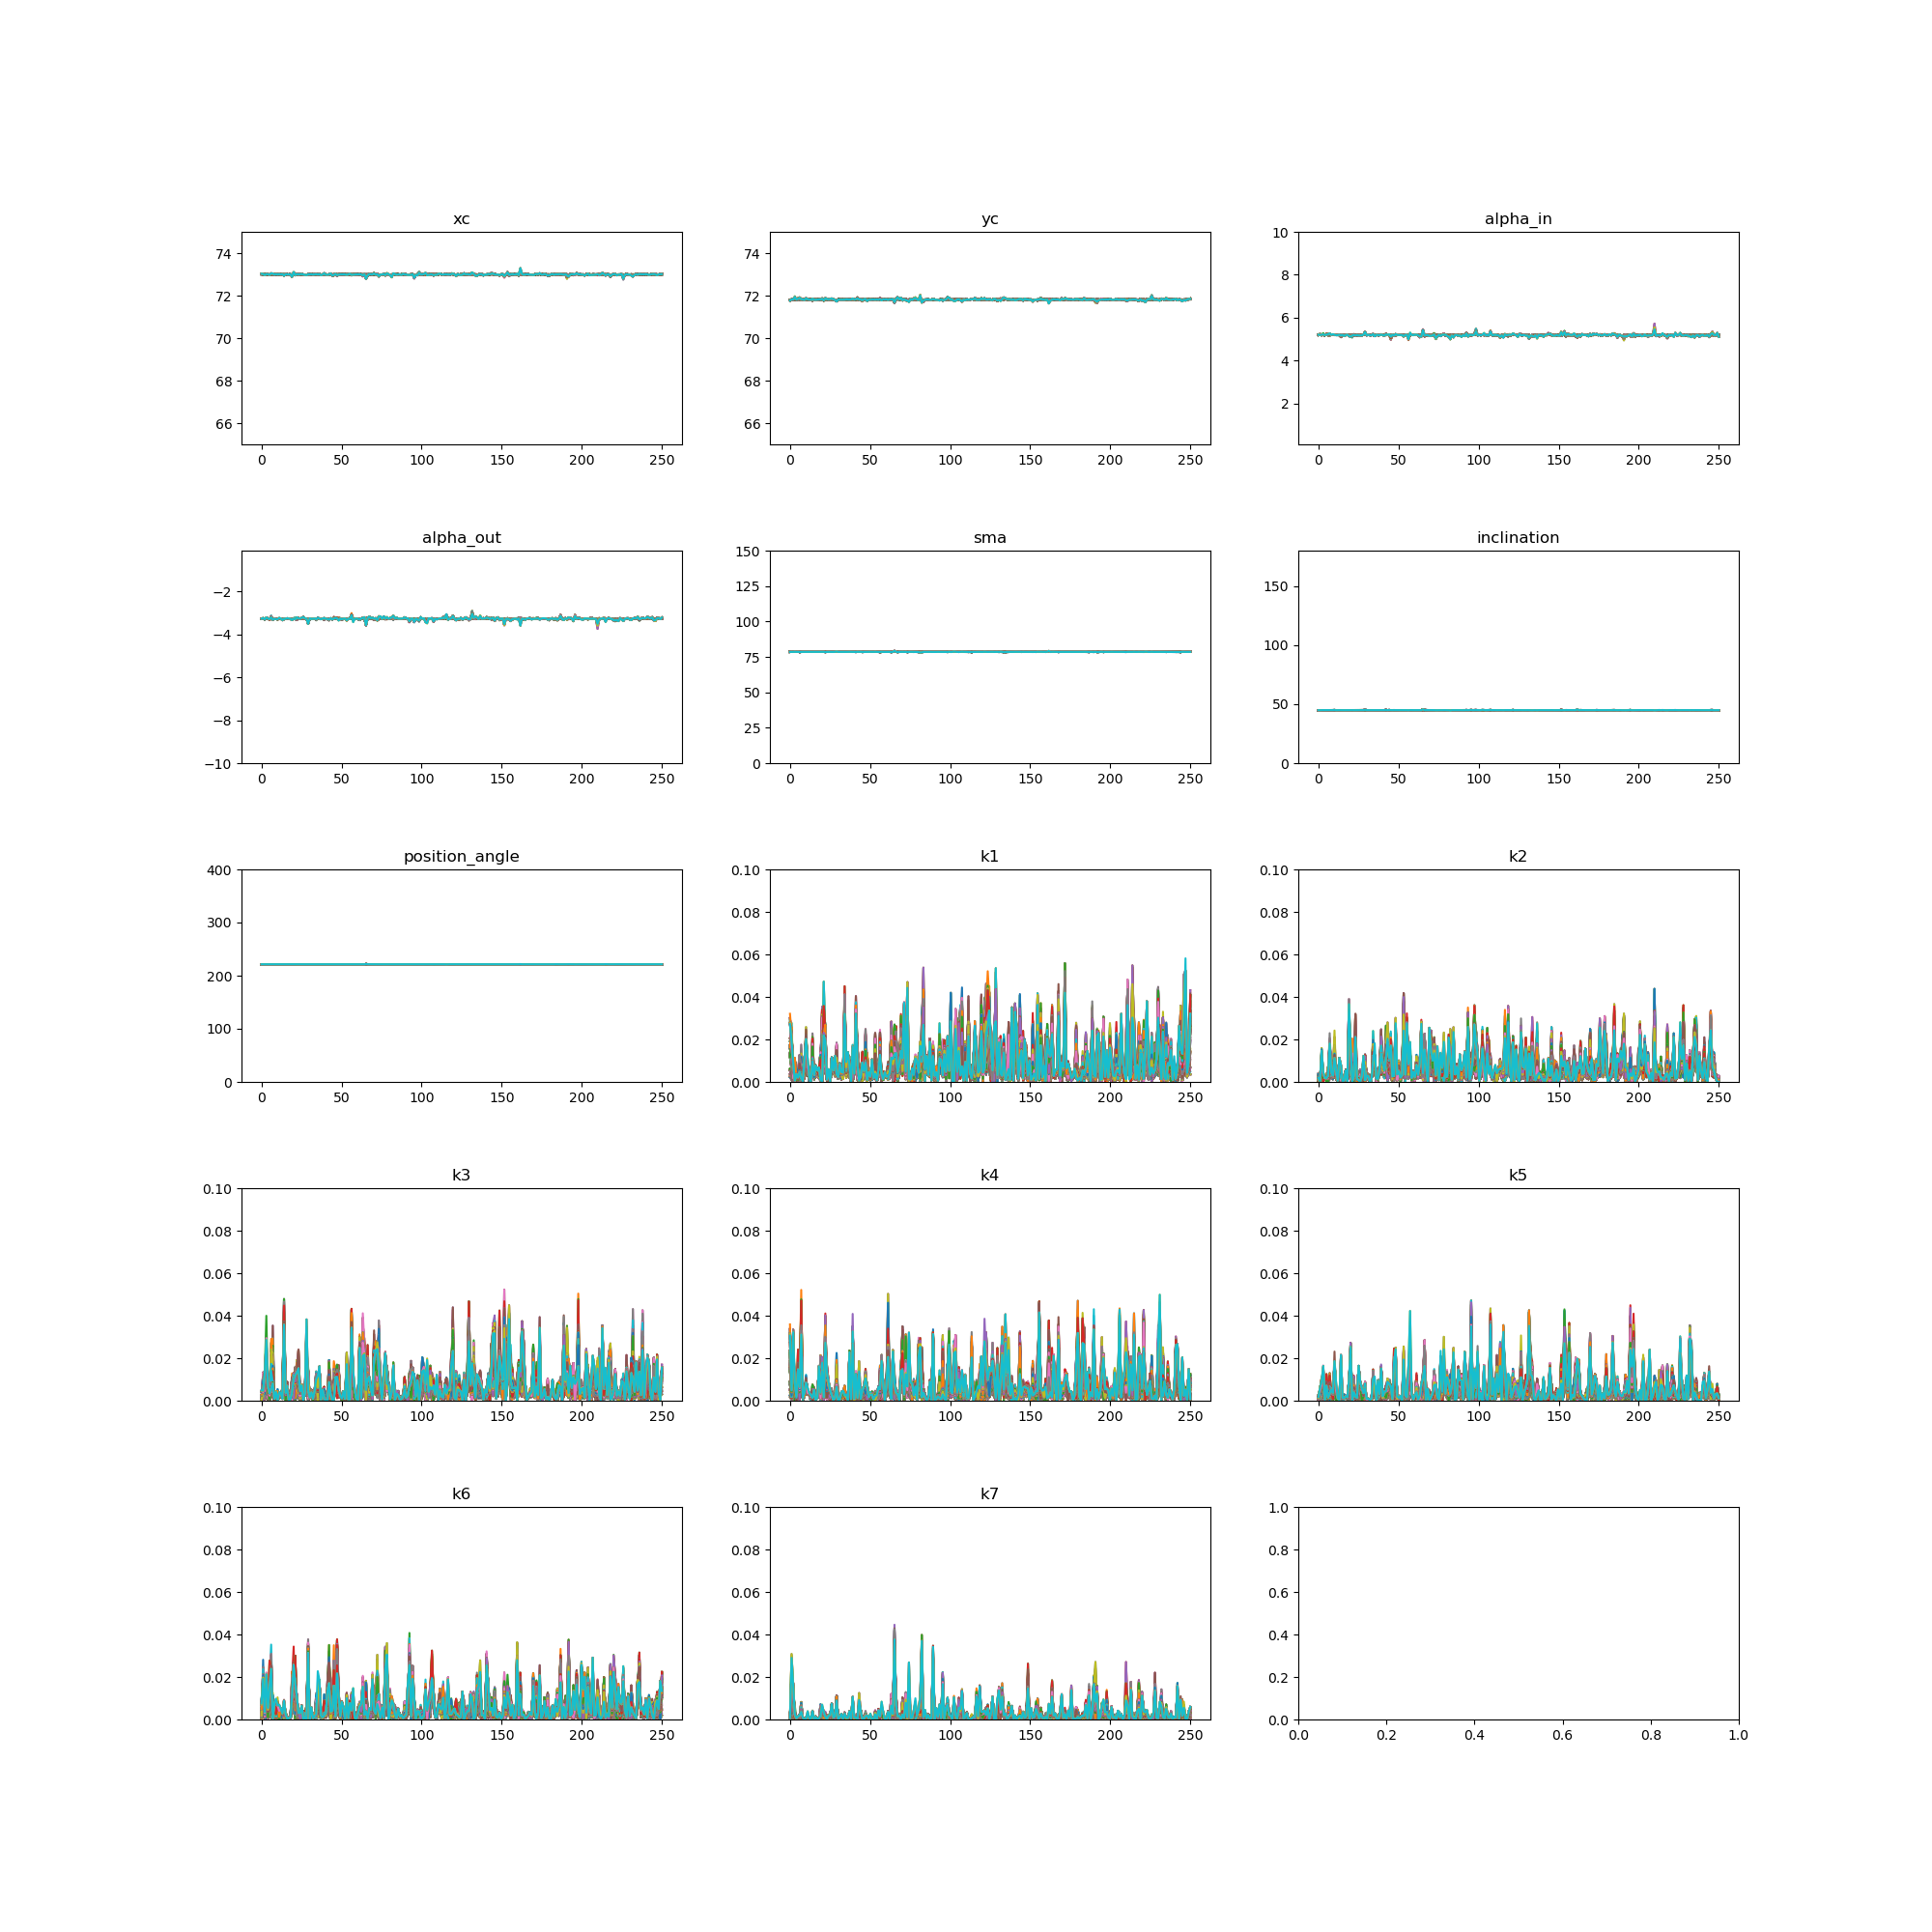 xc yc alpha_in
74 74 10
72 72 8
70 70 6
68 68 4
66 66 2
0 50 100 150 200 250 0 50 100 150 200 250 0 50 100 150 200 250
alpha_out sma inclination
−2 150 150
−4 125 100
−6 100 50
−8 75 0
−10 50
25
0
0 50 100 150 200 250 0 50 100 150 200 250 0 50 100 150 200 250
position_angle k1 k2
400 0.10 0.10
300 0.08 0.08
200 0.06 0.06
100 0.04 0.04
0 0.02 0.02
0.00 0.00
0 50 100 150 200 250 0 50 100 150 200 250 0 50 100 150 200 250
k3 k4 k5
0.10 0.10 0.10
0.08 0.08 0.08
0.06 0.06 0.06
0.04 0.04 0.04
0.02 0.02 0.02
0.00 0.00 0.00
0 50 100 150 200 250 0 50 100 150 200 250 0 50 100 150 200 250
k6 k7
0.10 0.10 1.0
0.08 0.08 0.8
0.06 0.06 0.6
0.04 0.04 0.4
0.02 0.02 0.2
0.00 0.00 0.0
0 50 100 150 200 250 0 50 100 150 200 250 0.0 0.2 0.4 0.6 0.8 1.0